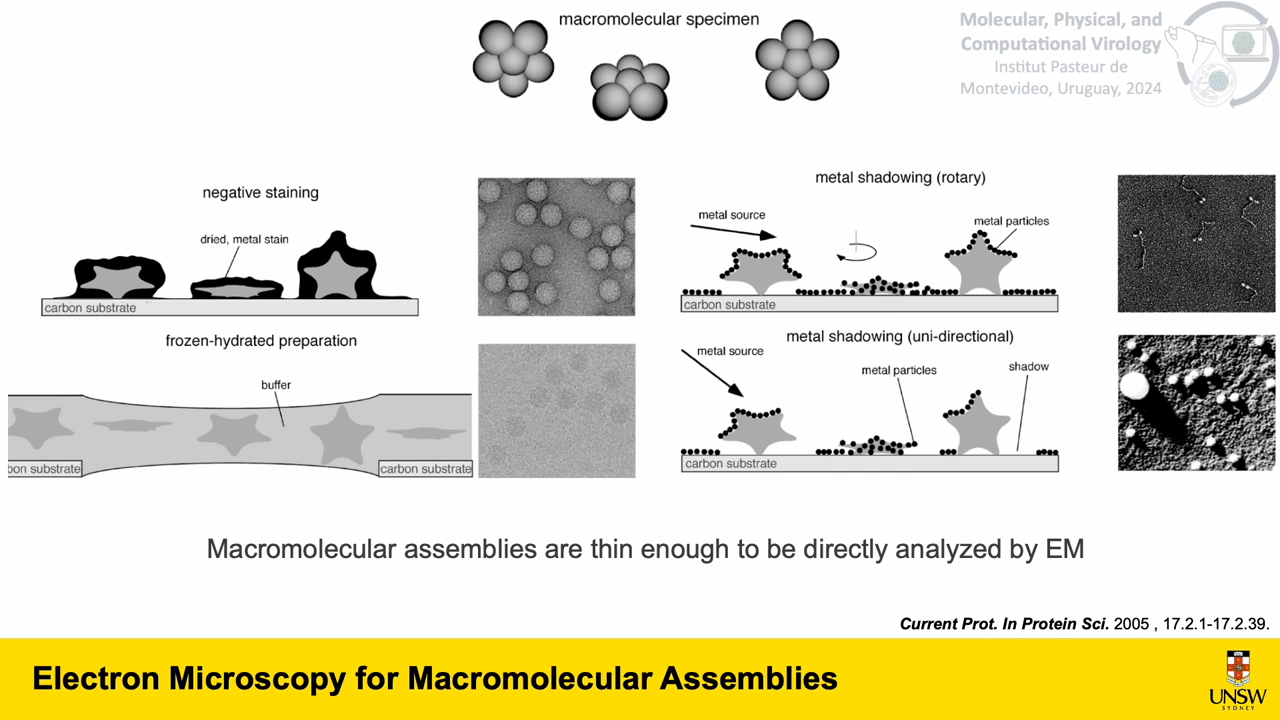 macromolecular specimen
Molecular, Physical, and
Computational Virology
Institut Pasteur de
Montevideo, Uruguay, 2024
negative staining
dried, metal stain
carbon substrate
frozen-hydrated preparation
buffer
bon substrate
carbon substrate
metal shadowing (rotary)
metal source
metal particles
carbon substrate
metal shadowing (uni-directional)
metal source
metal particles
shadow
carbon substrate
Macromolecular assemblies are thin enough to be directly analyzed by EM
Current Prot. In Protein Sci. 2005 , 17.2.1-17.2.39.
Electron Microscopy for Macromolecular Assemblies
UNSW
SYDNEY